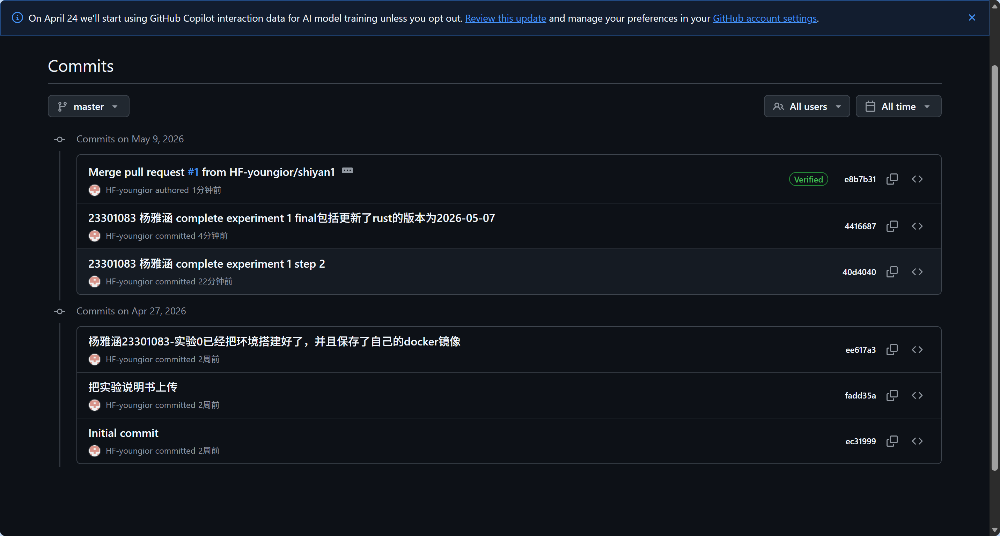 On April 24 we'll start using GitHub Copilot interaction data for AI model training unless you opt out. Review this update and manage your preferences in your GitHub account settings.
Commits
master
All users
All time
Commits on May 9, 2026
Merge pull request #1 from HF-youngior/shiyan1
HF-youngior authored 1分钟前
Verified
e8b7b31
23301083 杨雅涵 complete experiment 1 final包括更新了rust的版本为2026-05-07
HF-youngior committed 4分钟前
4416687
23301083 杨雅涵 complete experiment 1 step 2
HF-youngior committed 22分钟前
40d4040
Commits on Apr 27, 2026
杨雅涵23301083-实验0已经把环境搭建好了，并且保存了自己的docker镜像
HF-youngior committed 2周前
ee617a3
把实验说明书上传
HF-youngior committed 2周前
fadd35a
Initial commit
HF-youngior committed 2周前
ec31999